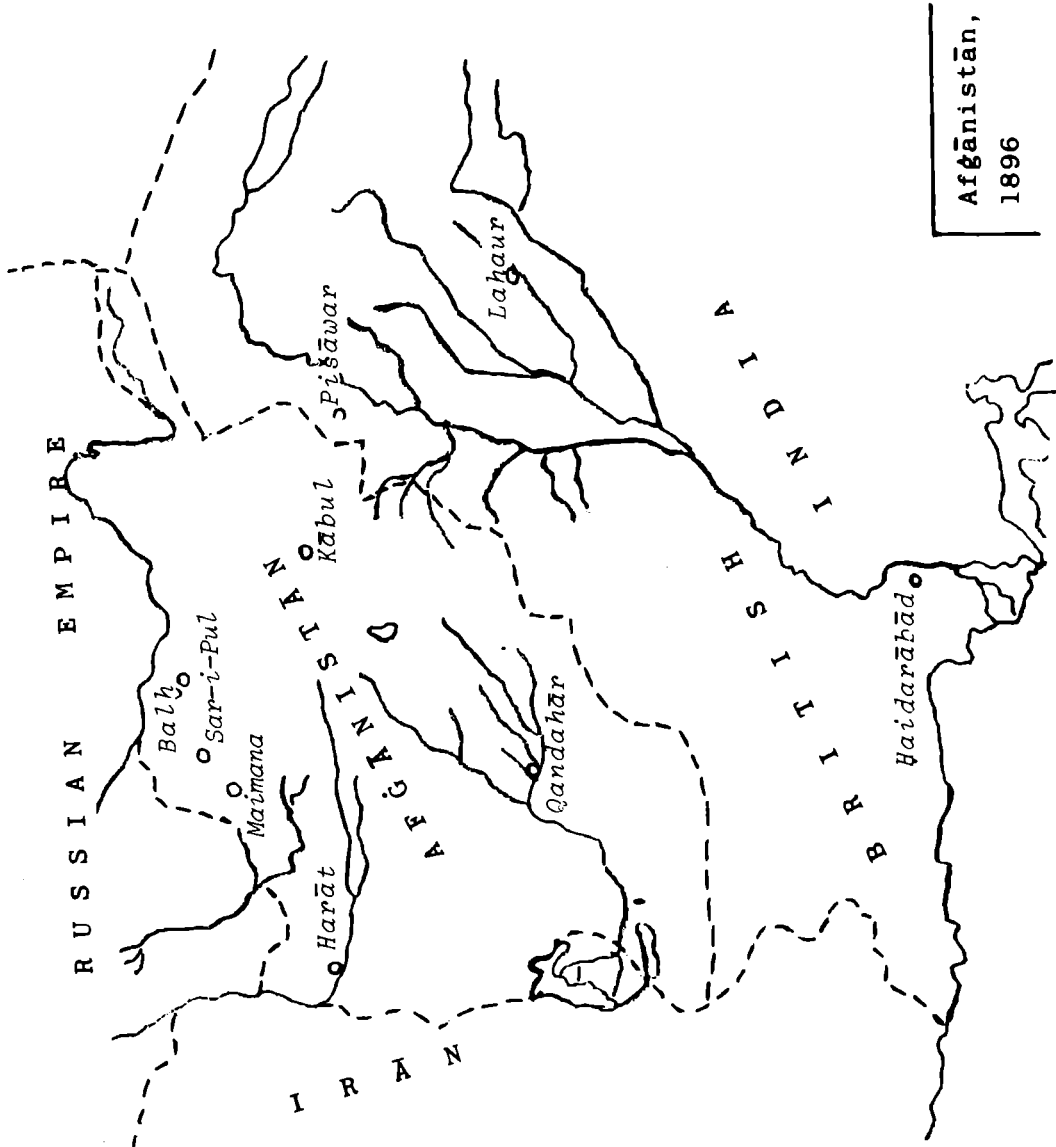 RUSSIAN EMPIRE
Balh
Sar-i-Pul
Maimana
Harāt
Kābul
Pišāwar
AFĠĀNISTĀN
Lahaur
Qandahār
IRĀN
BRITISH INDIA
Ḥaidarābād
Afġānistān,
1896